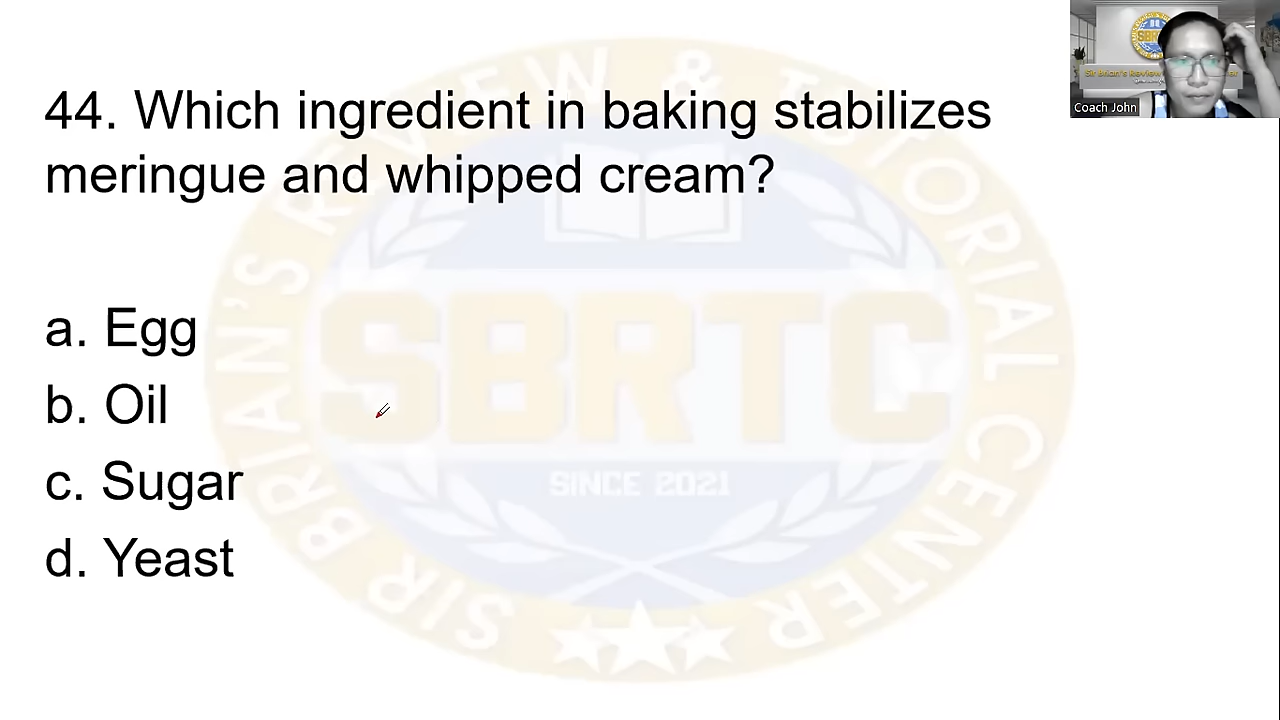 44. Which ingredient in baking stabilizes
meringue and whipped cream?
a. Egg
b. Oil
c. Sugar
d. Yeast
SIR BRIAN'S REVIEW & TUTORIAL CENTER
SBRTC
SINCE 2021
Coach John